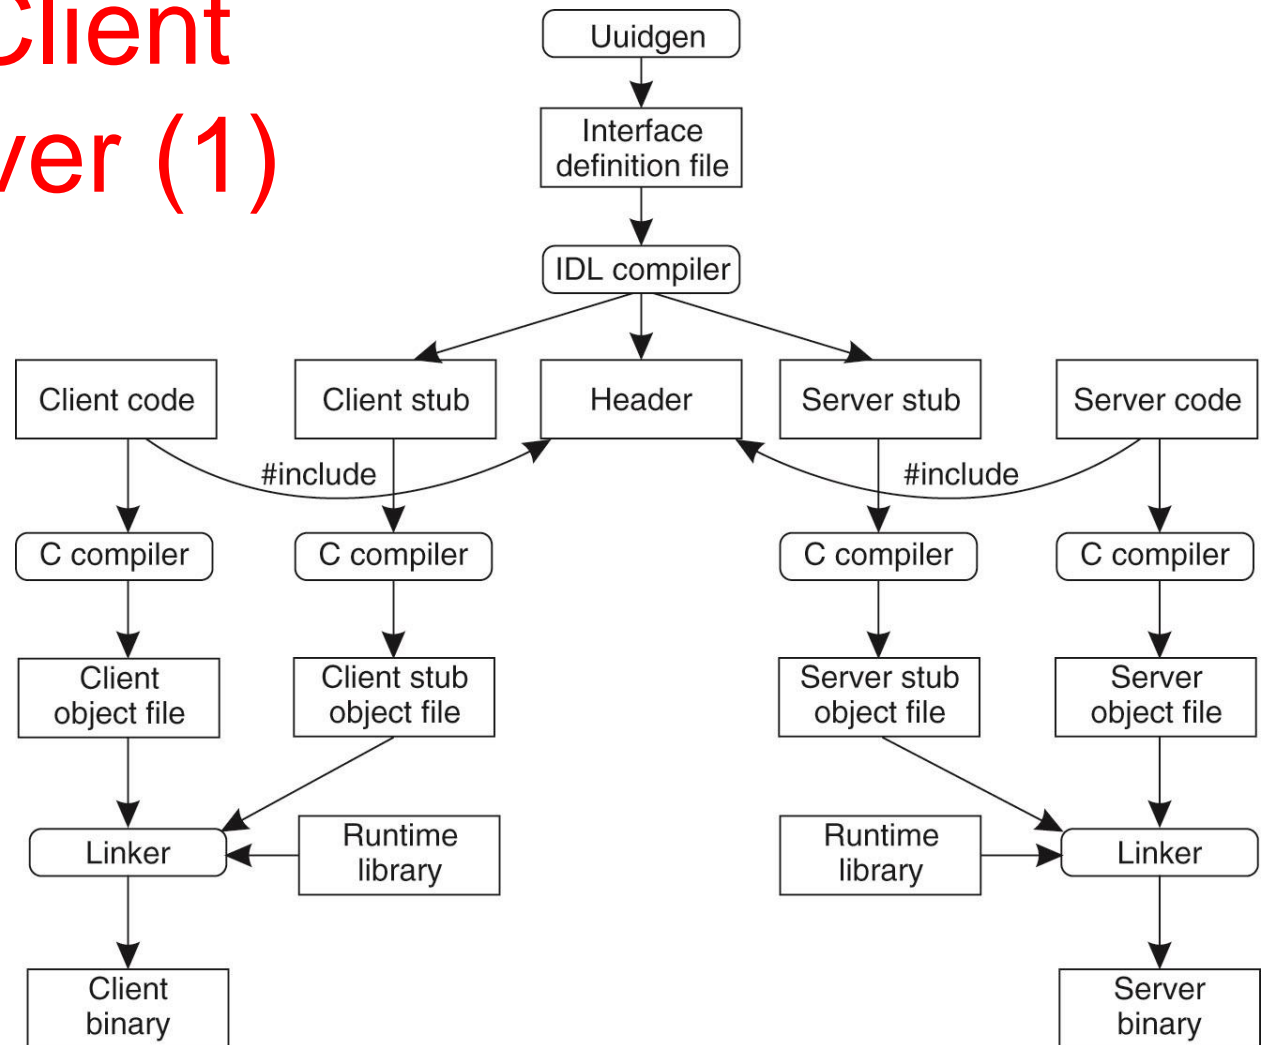 Client
ver (1)
Uuidgen
Interface
definition file
IDL compiler
Client code
Client stub
Header
Server stub
Server code
#include
#include
C compiler
C compiler
C compiler
C compiler
Client
object file
Client stub
object file
Server stub
object file
Server
object file
Linker
Runtime
library
Runtime
library
Linker
Client
binary
Server
binary